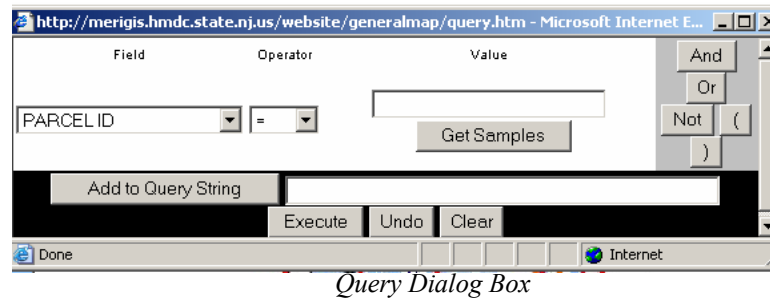 http://merigis.hmdc.state.nj.us/website/generalmap/query.htm - Microsoft Internet E...
Field Operator Value And
Or
PARCEL ID = Not (
Get Samples )
Add to Query String
Execute Undo Clear
Done Internet
Query Dialog Box